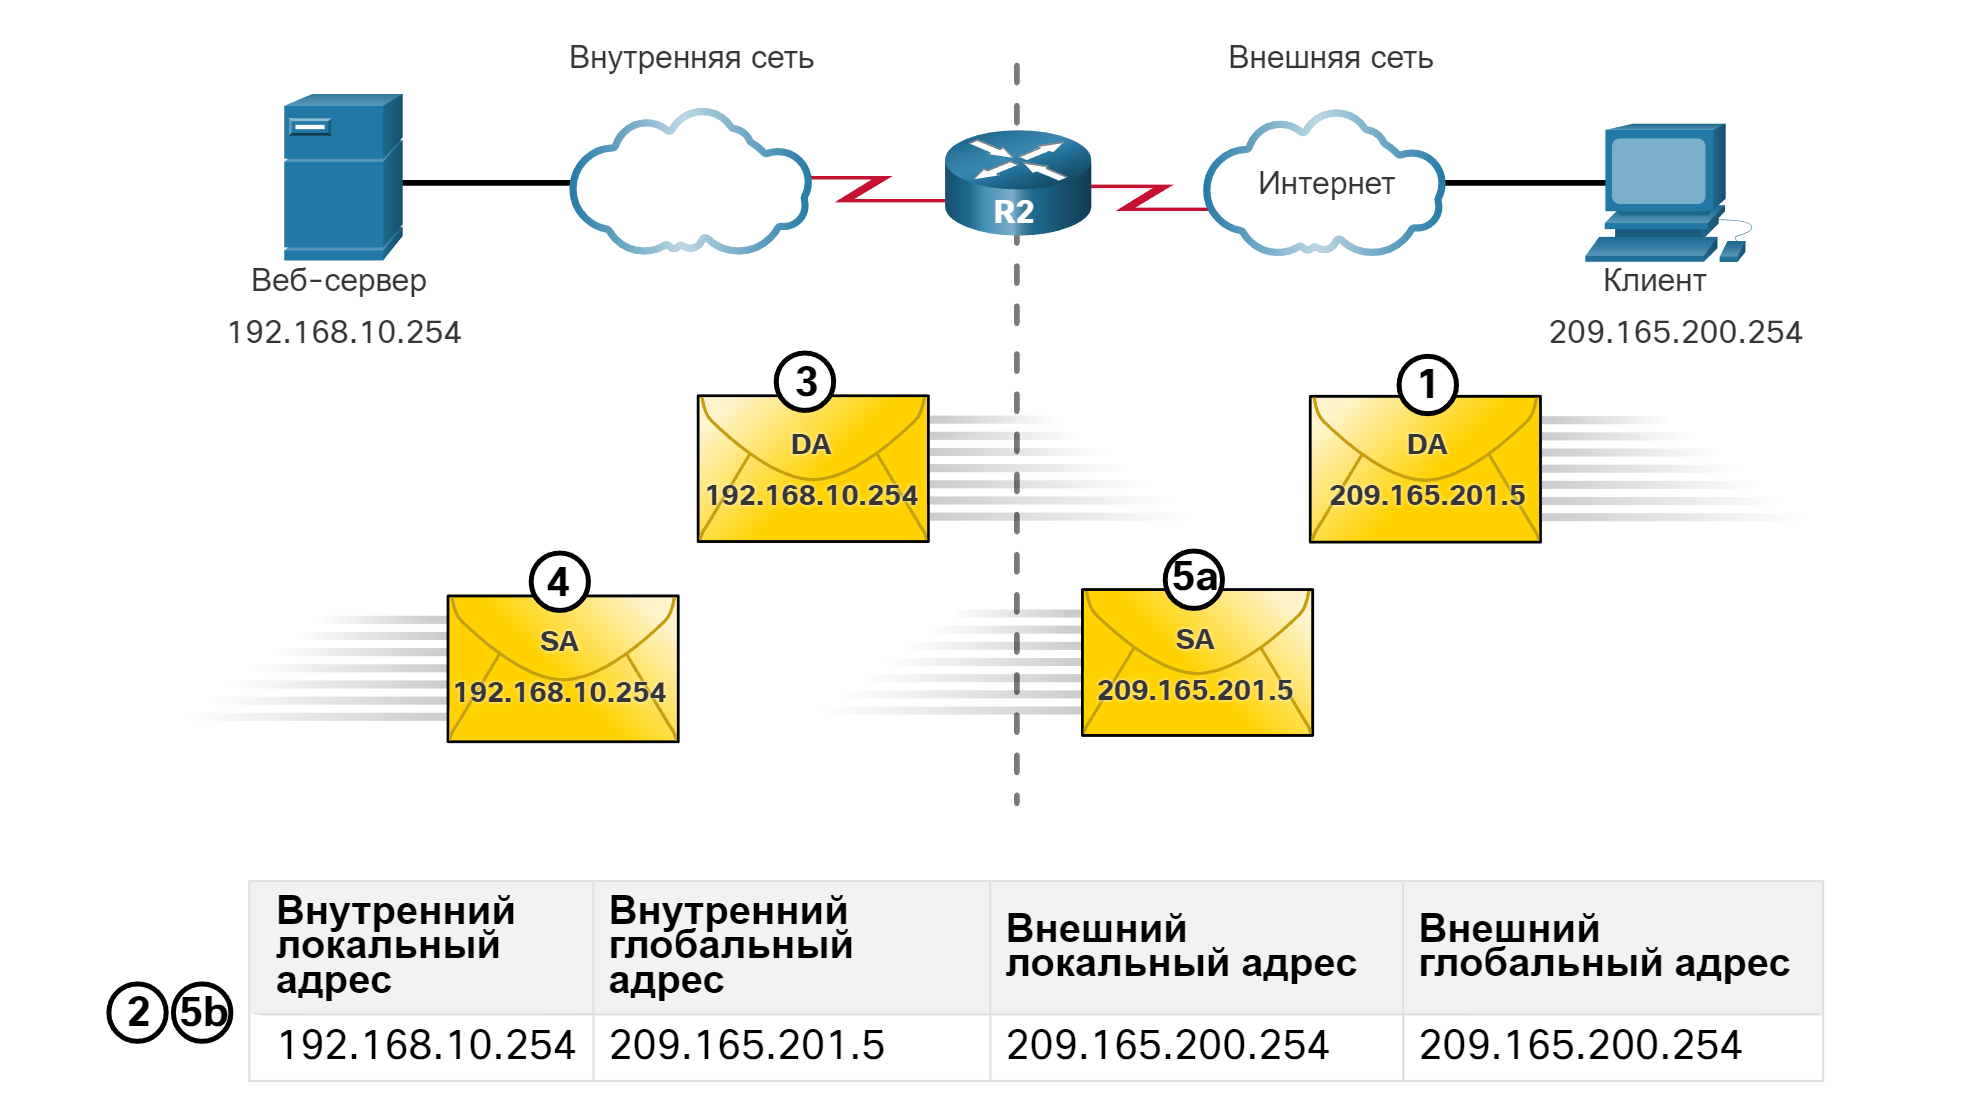 Внутренняя сеть
Внешняя сеть
Интернет
R2
Веб-сервер
192.168.10.254
Клиент
209.165.200.254
3
DA
192.168.10.254
1
DA
209.165.201.5
4
SA
192.168.10.254
5a
SA
209.165.201.5
Внутренний
локальный
адрес
Внутренний
глобальный
адрес
Внешний
локальный адрес
Внешний
глобальный адрес
2
5b
192.168.10.254
209.165.201.5
209.165.200.254
209.165.200.254